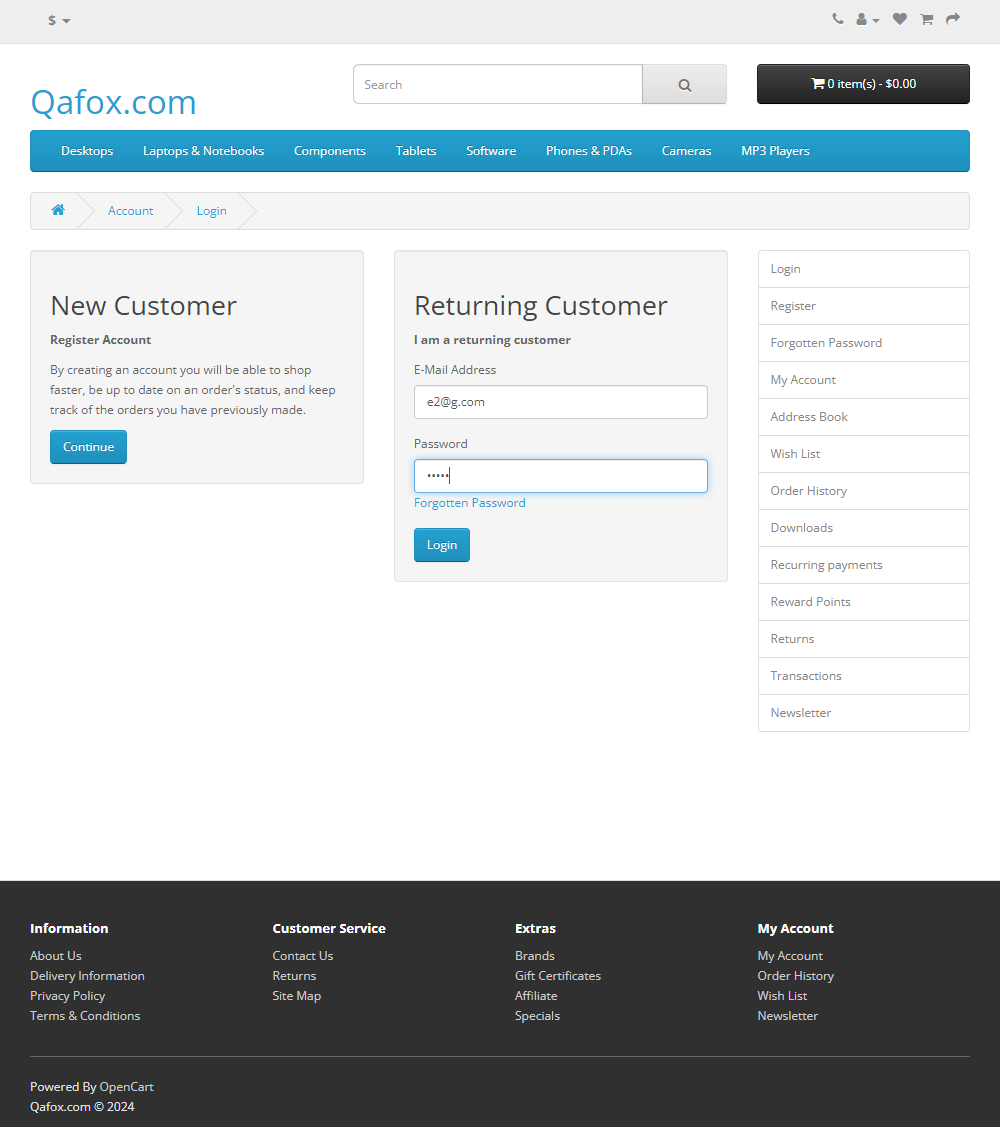 $
Qafox.com
Search
0 item(s) - $0.00
Desktops Laptops & Notebooks Components Tablets Software Phones & PDAs Cameras MP3 Players
Account Login
New Customer
Register Account
By creating an account you will be able to shop
faster, be up to date on an order's status, and keep
track of the orders you have previously made.
Continue
Returning Customer
I am a returning customer
E-Mail Address
e2@g.com
Password
•••••
Forgotten Password
Login
Login
Register
Forgotten Password
My Account
Address Book
Wish List
Order History
Downloads
Recurring payments
Reward Points
Returns
Transactions
Newsletter
Information
About Us
Delivery Information
Privacy Policy
Terms & Conditions
Customer Service
Contact Us
Returns
Site Map
Extras
Brands
Gift Certificates
Affiliate
Specials
My Account
My Account
Order History
Wish List
Newsletter
Powered By OpenCart
Qafox.com © 2024